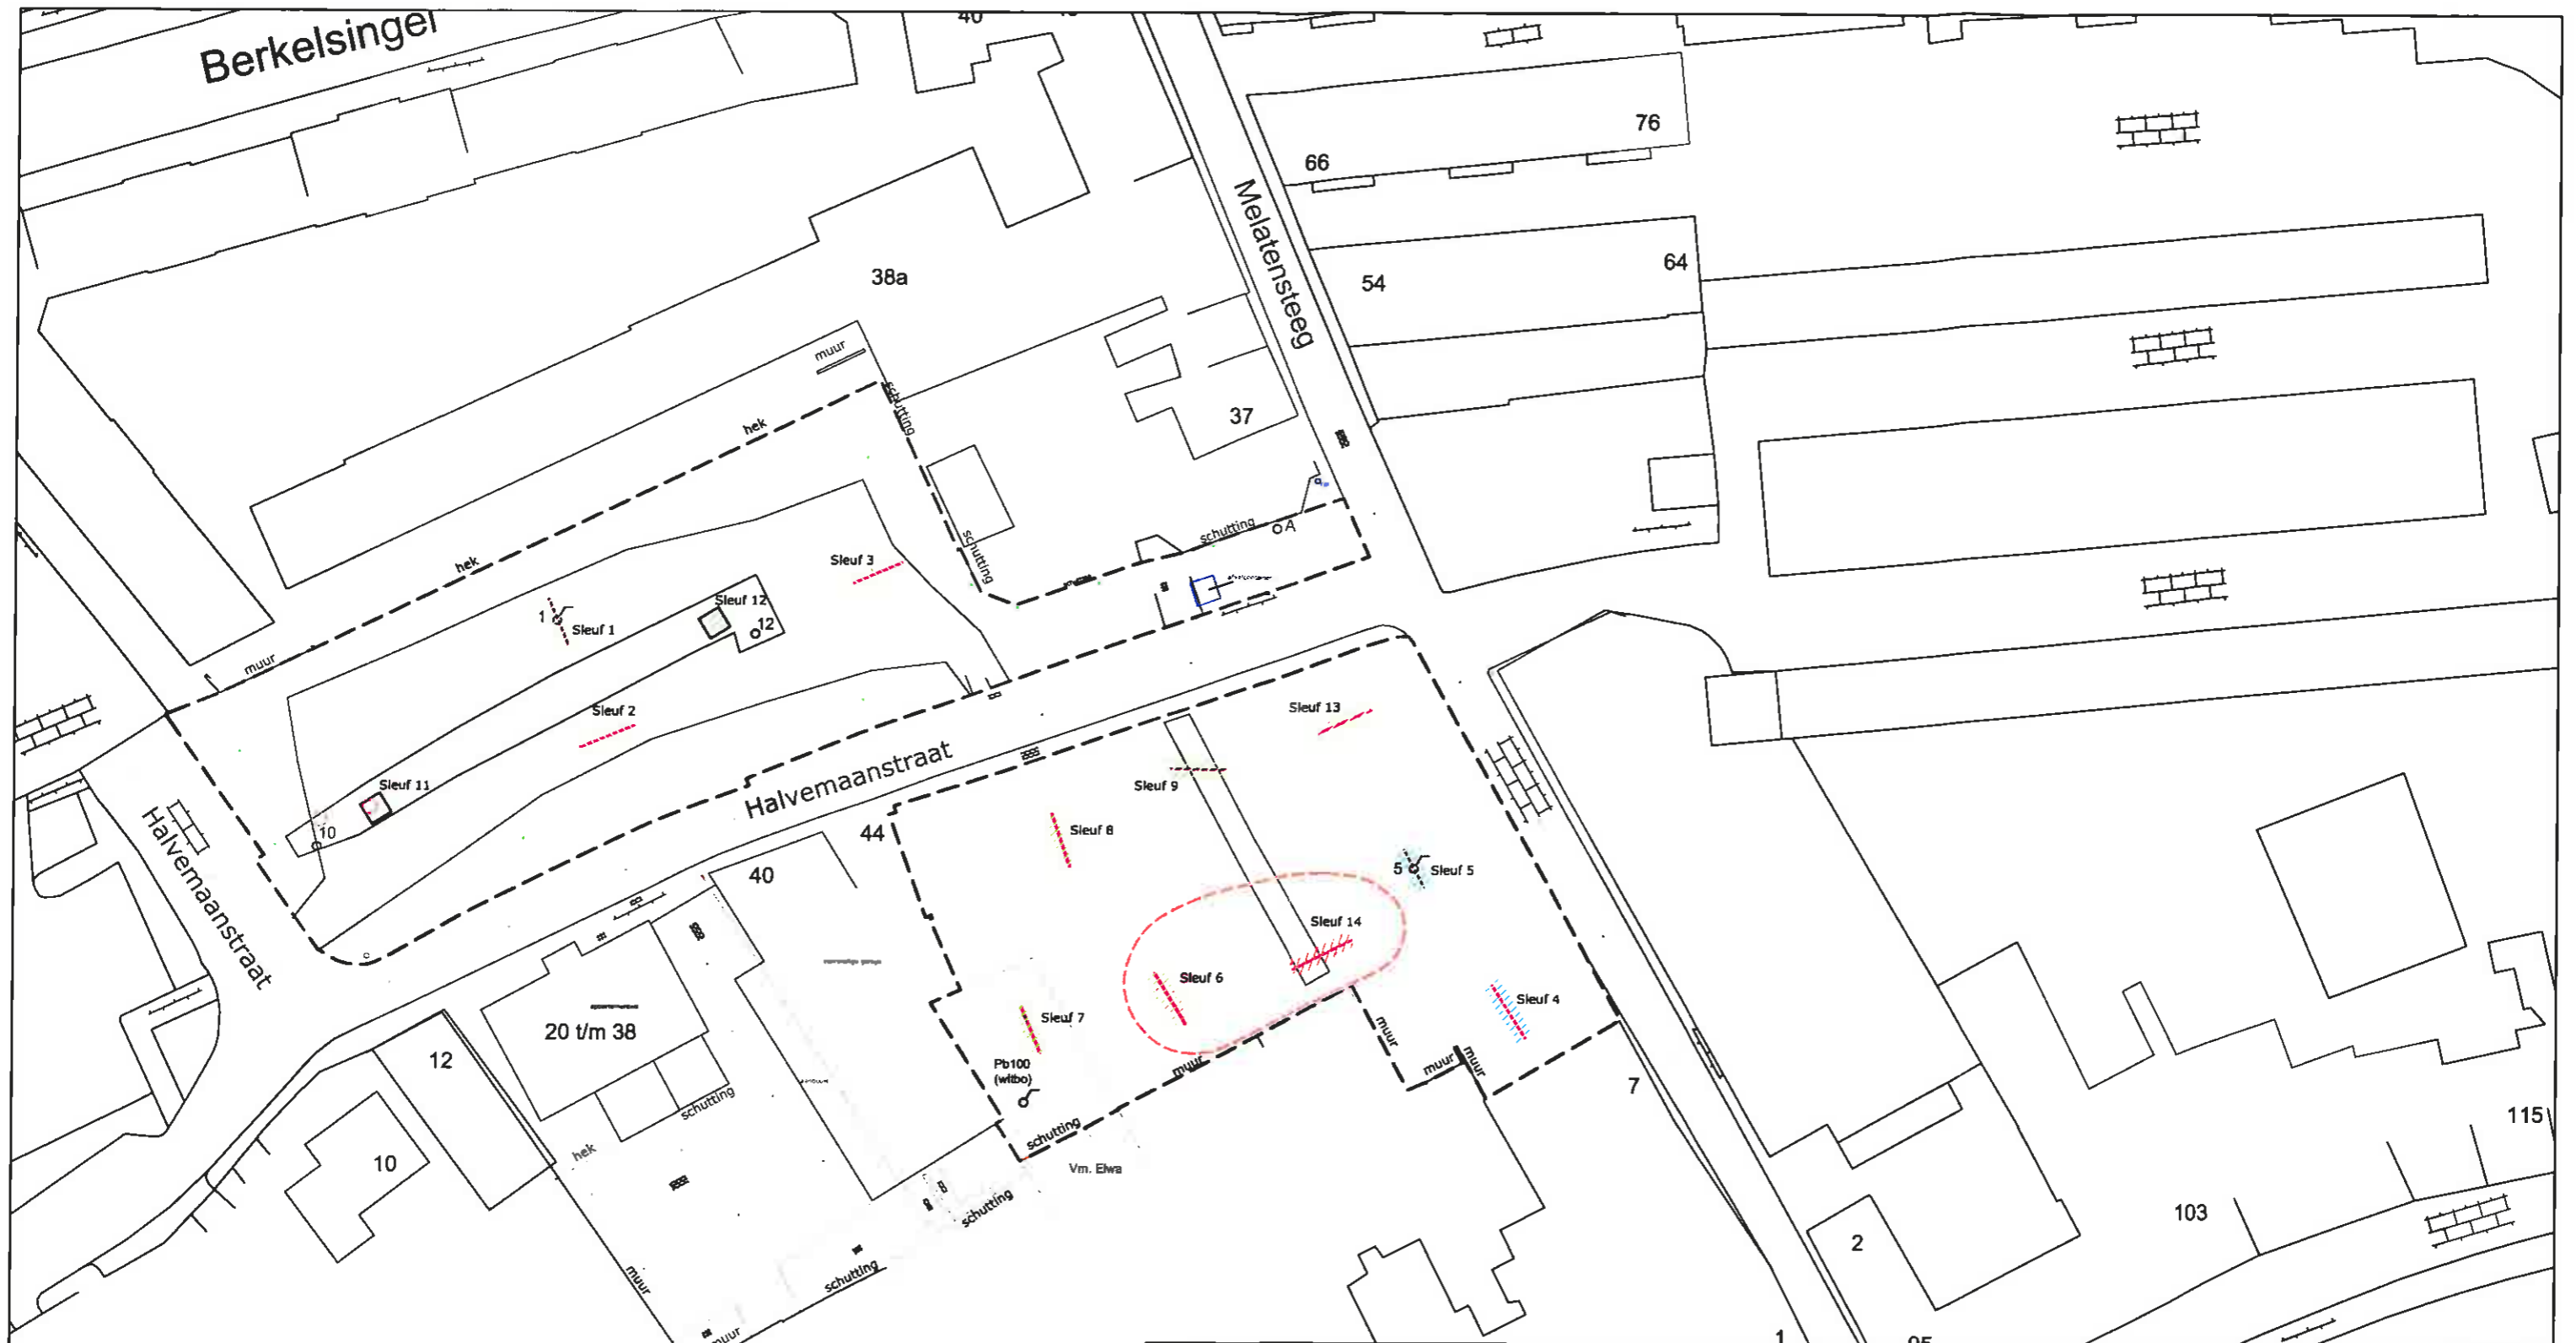 Berkelsingel
40
76
66
Melatensteeg
38a
64
54
muur
schutting
37
hek
schutting
A
hek
Sleuf 3
schutting
Sleuf 12
1
Sleuf 1
12
muur
Sleuf 2
Sleuf 13
Halvemaanstraat
Sleuf 11
Sleuf 9
10
Halvemaanstraat
44
Sleuf 8
40
5
Sleuf 5
Sleuf 14
Sleuf 6
Sleuf 4
Sleuf 7
20 t/m 38
muur
12
Pb100
(witbo)
muur
muur
muur
7
schutting
schutting
115
hek
10
Vm. Elwa
schutting
103
2
muur
schutting
muur
1
95